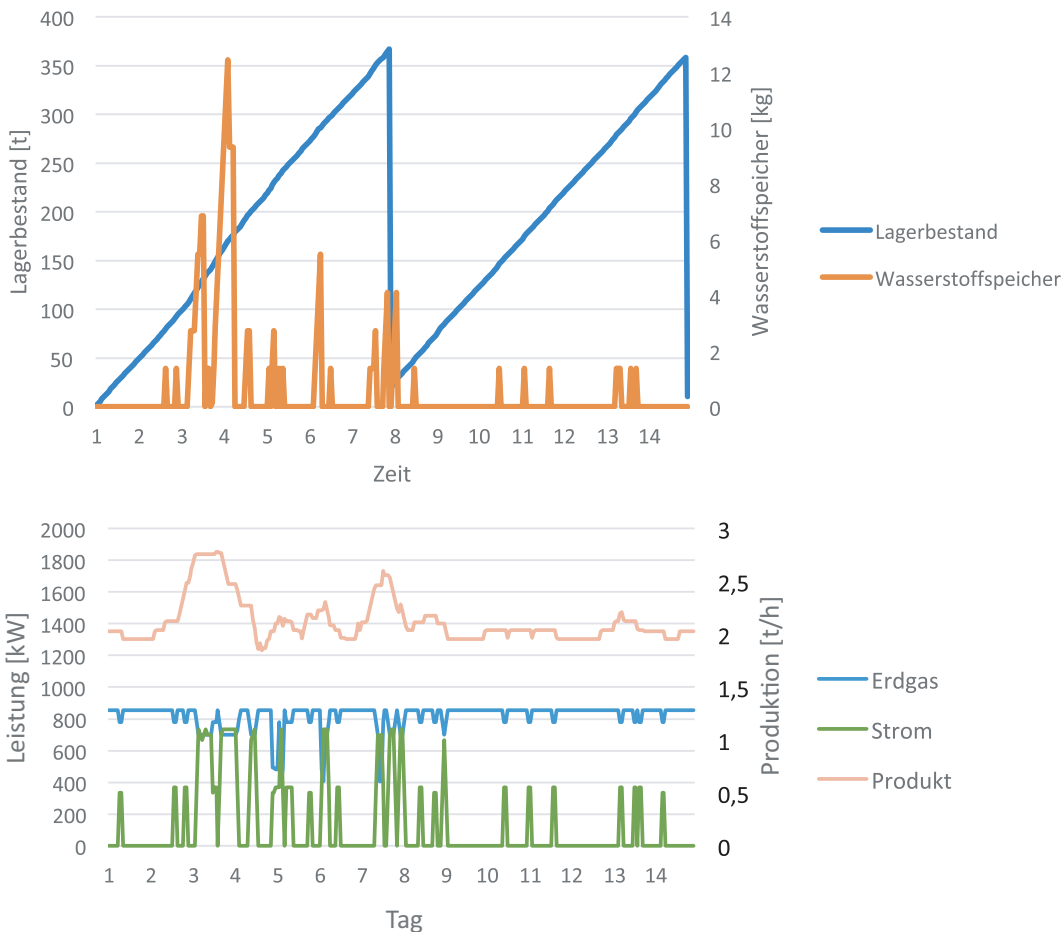 400
350
300
250
200
150
100
50
0
Lagerbestand [t]
14
12
10
8
6
4
2
0
Wasserstoffspeicher [kg]
1 2 3 4 5 6 7 8 9 10 11 12 13 14
Zeit
Lagerbestand
Wasserstoffspeicher
2000
1800
1600
1400
1200
1000
800
600
400
200
0
Leistung [kW]
3
2,5
2
1,5
1
0,5
0
Produktion [t/h]
1 2 3 4 5 6 7 8 9 10 11 12 13 14
Tag
Erdgas
Strom
Produkt